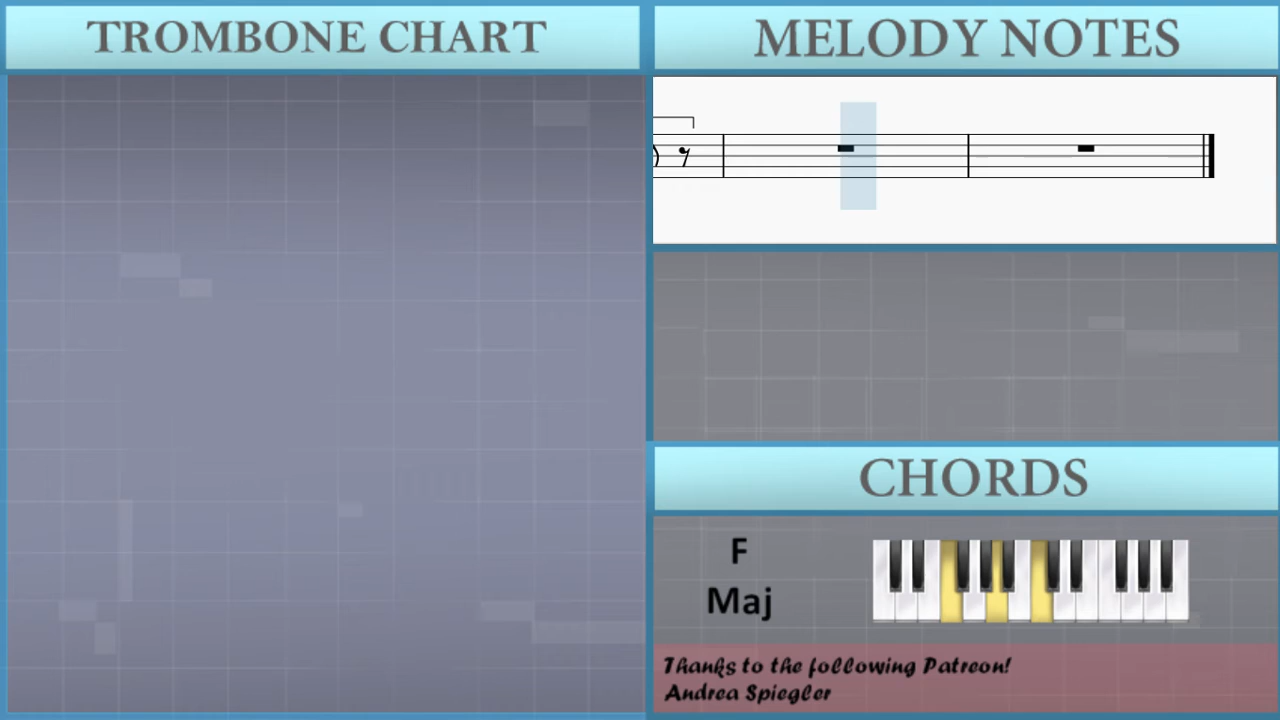 TROMBONE CHART
MELODY NOTES
CHORDS
F
Maj
Thanks to the following Patreon!
Andrea Spiegler